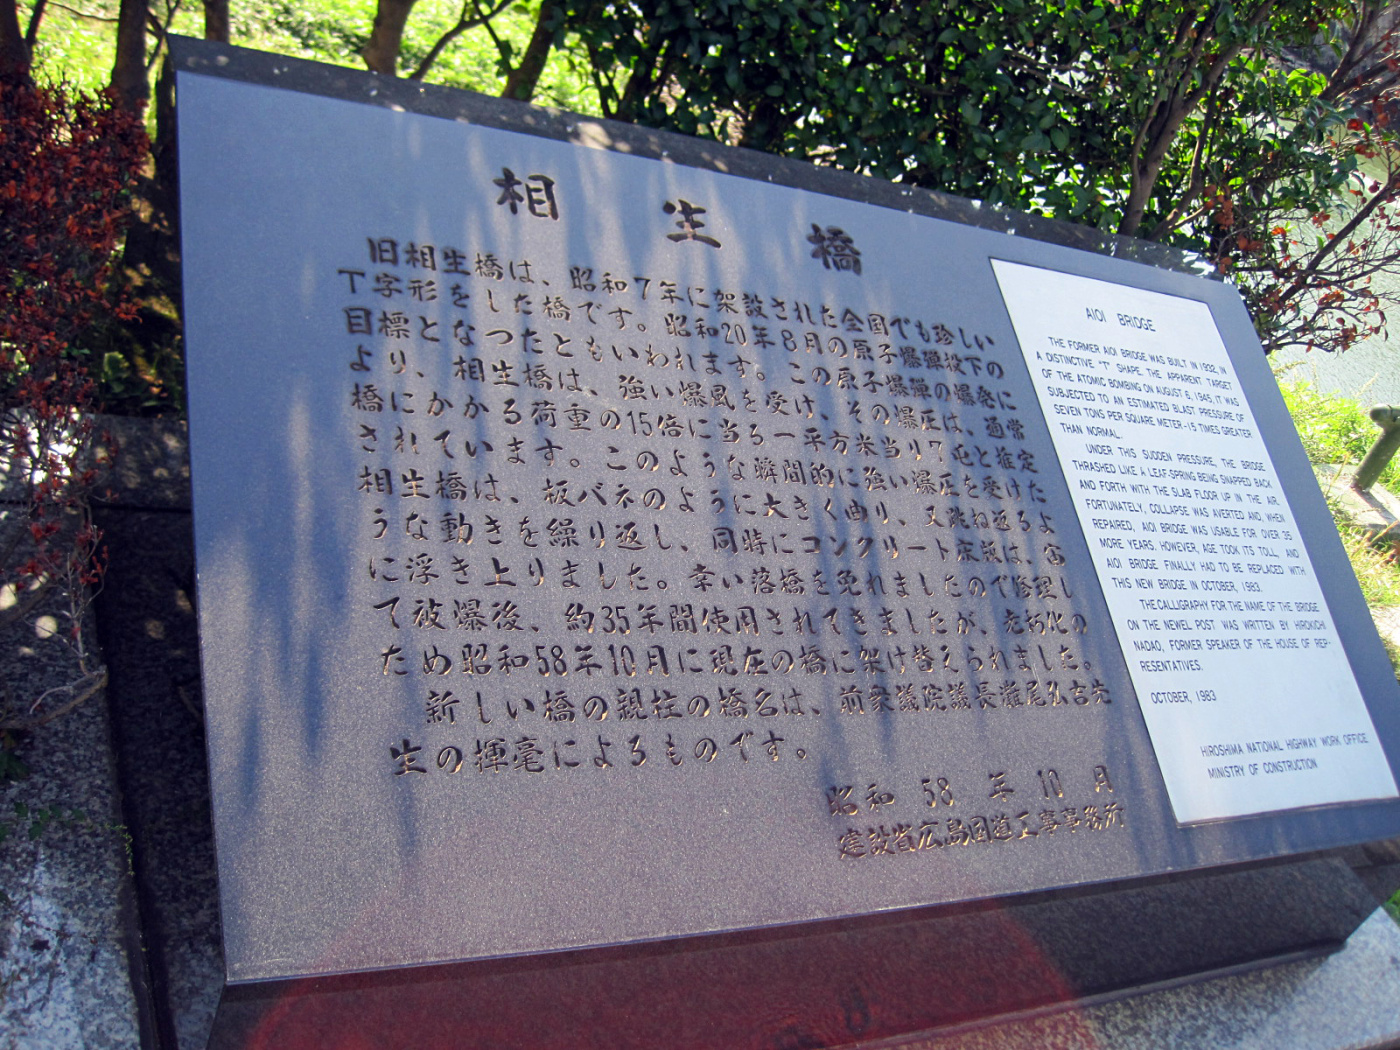 相生橋
旧相生橋は、昭和7年に架設された全国でも珍しい
T字形をした橋です。昭和20年8月の原子爆弾投下の
目標となつたともいわれます。この原子爆弾の爆発に
より、相生橋は、強い爆風を受け、その爆圧は、通常
橋にかかる荷重の15倍に当る一平方米当り7屯と推定
されています。このような瞬間的に強い爆圧を受けた
相生橋は、板バネのように大きく曲り、又跳ね返るよ
うな動きを繰り返し、同時にコンクリート床版は、宙
に浮き上りました。幸い落橋を免れましたので修理し
て被爆後、約35年間使用されてきましたが、老朽化の
ため昭和58年10月に現在の橋に架け替えられました。
新しい橋の親柱の橋名は、前衆議院議長灘尾弘吉先
生の揮毫によるものです。
昭和 58 年 10 月
建設省広島国道工事事務所
AIOI BRIDGE
THE FORMER AIOI BRIDGE WAS BUILT, IN 1932, IN
A DISTINCTIVE "T" SHAPE. THE APPARENT TARGET
OF THE ATOMIC BOMBING ON AUGUST 6, 1945, IT WAS
SUBJECTED TO AN ESTIMATED BLAST PRESSURE OF
SEVEN TONS PER SQUARE METER-15 TIMES GREATER
THAN NORMAL.
UNDER THIS SUDDEN PRESSURE, THE BRIDGE
THRASHED LIKE A LEAF-SPRING BEING SNAPPED BACK
AND FORTH WITH THE SLAB FLOOR UP IN THE AIR.
FORTUNATELY, COLLAPSE WAS AVERTED AND, WHEN
REPAIRED, AIOI BRIDGE WAS USABLE FOR OVER 35
MORE YEARS. HOWEVER, AGE TOOK ITS TOLL, AND
AIOI BRIDGE FINALLY HAD TO BE REPLACED WITH
THIS NEW BRIDGE IN OCTOBER, 1983.
THE CALLIGRAPHY FOR THE NAME OF THE BRIDGE
ON THE NEWEL POST WAS WRITTEN BY HIROKICHI
NADAO, FORMER SPEAKER OF THE HOUSE OF REP-
RESENTATIVES.
OCTOBER, 1983
HIROSHIMA NATIONAL HIGHWAY WORK OFFICE
MINISTRY OF CONSTRUCTION